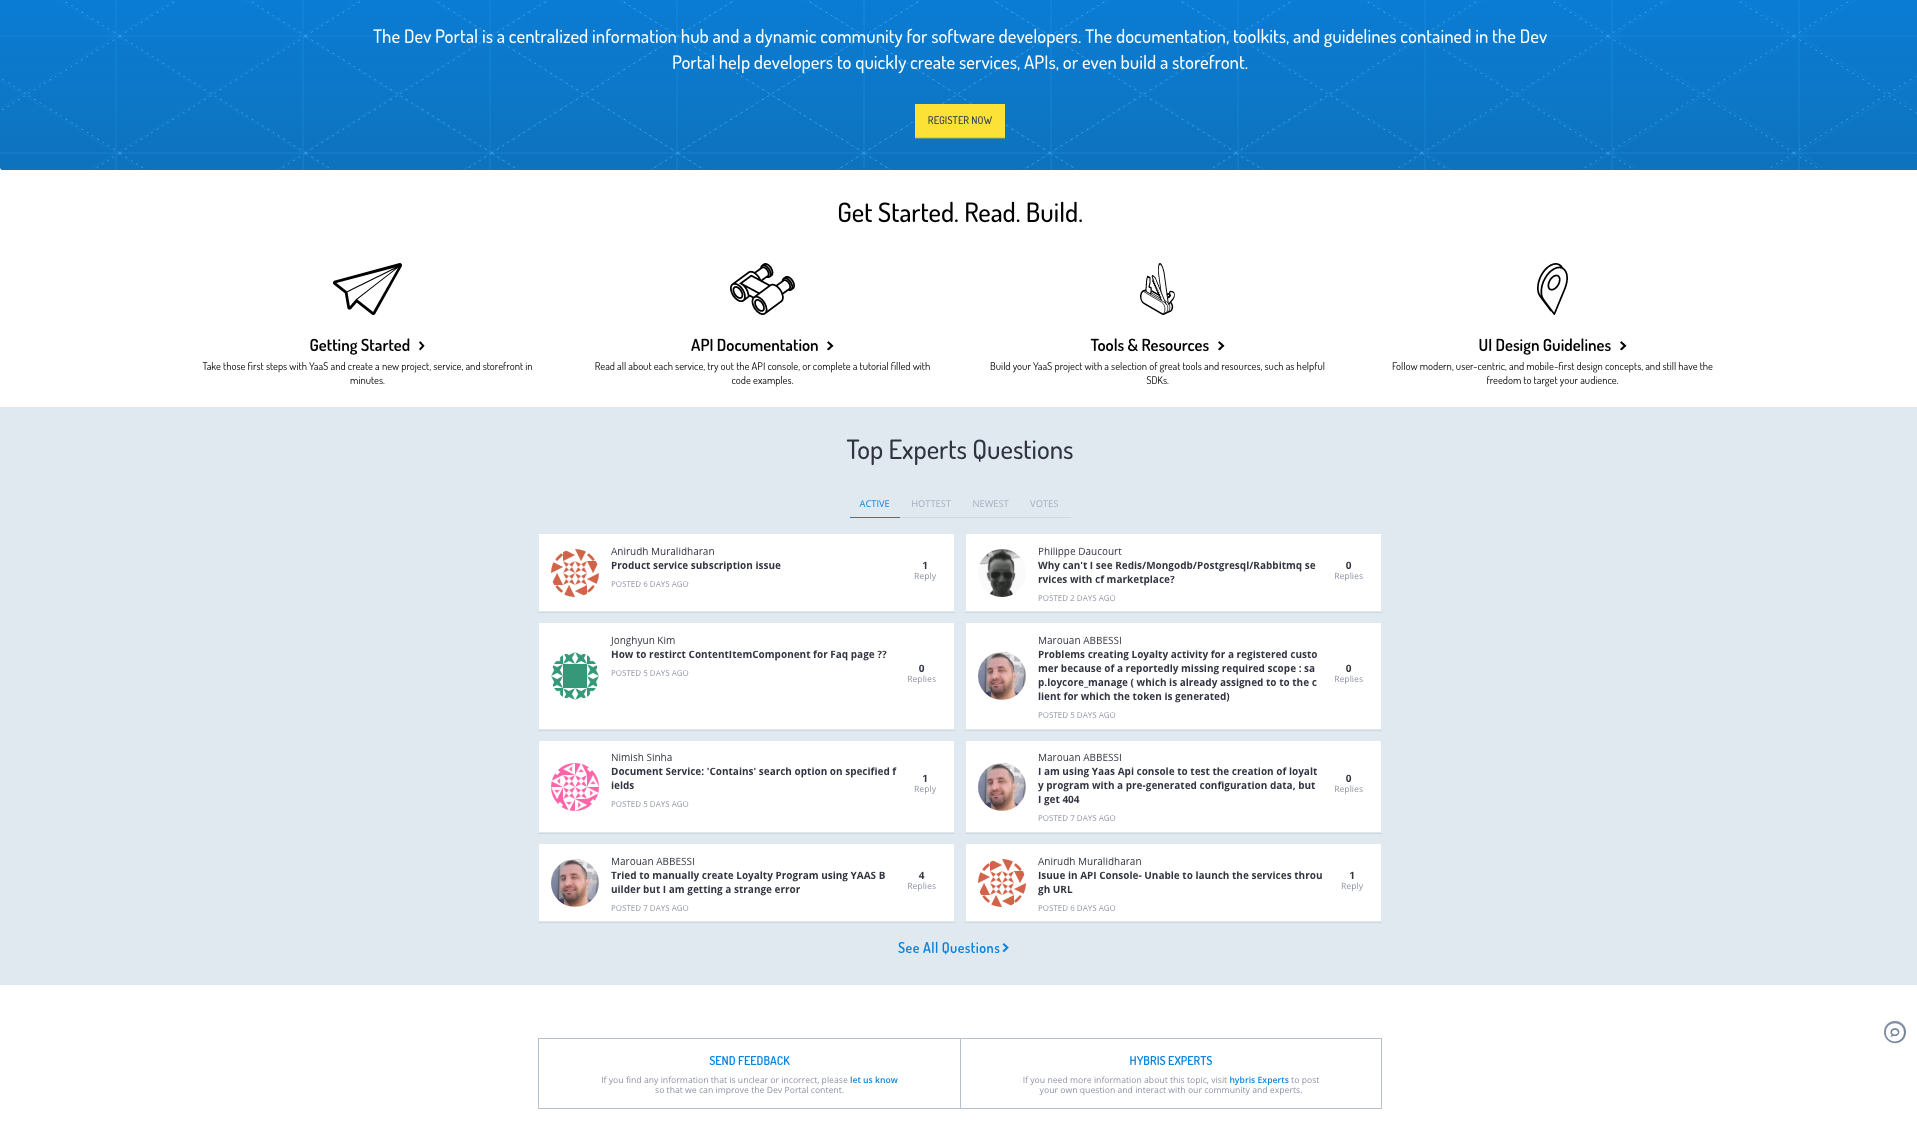 The Dev Portal is a centralized information hub and a dynamic community for software developers. The documentation, toolkits, and guidelines contained in the Dev
Portal help developers to quickly create services, APIs, or even build a storefront.
REGISTER NOW
Get Started. Read. Build.
Getting Started
Take those first steps with YaaS and create a new project, service, and storefront in
minutes.
API Documentation
Read all about each service, try out the API console, or complete a tutorial filled with
code examples.
Tools & Resources
Build your YaaS project with a selection of great tools and resources, such as helpful
SDKs.
UI Design Guidelines
Follow modern, user-centric, and mobile-first design concepts, and still have the
freedom to target your audience.
Top Experts Questions
ACTIVE HOTTEST NEWEST VOTES
Anirudh Muralidharan
Product service subscription issue
POSTED 6 DAYS AGO
1
Reply
Philippe Daucourt
Why can't I see Redis/Mongodb/Postgresql/Rabbitmq se
rvices with cf marketplace?
POSTED 2 DAYS AGO
0
Replies
Jonghyun Kim
How to restirct ContentItemComponent for Faq page ??
POSTED 5 DAYS AGO
0
Replies
Marouan ABBESSI
Problems creating Loyalty activity for a registered custo
mer because of a reportedly missing required scope : sa
p.loycore_manage ( which is already assigned to to the c
lient for which the token is generated)
POSTED 5 DAYS AGO
0
Replies
Nimish Sinha
Document Service: 'Contains' search option on specified f
ields
POSTED 5 DAYS AGO
1
Reply
Marouan ABBESSI
I am using Yaas Api console to test the creation of loyalt
y program with a pre-generated configuration data, but
I get 404
POSTED 7 DAYS AGO
0
Replies
Marouan ABBESSI
Tried to manually create Loyalty Program using YAAS B
uilder but I am getting a strange error
POSTED 7 DAYS AGO
4
Replies
Anirudh Muralidharan
Isuue in API Console- Unable to launch the services throu
gh URL
POSTED 6 DAYS AGO
1
Reply
See All Questions
SEND FEEDBACK
If you find any information that is unclear or incorrect, please let us know
so that we can improve the Dev Portal content.
HYBRIS EXPERTS
If you need more information about this topic, visit hybris Experts to post
your own question and interact with our community and experts.